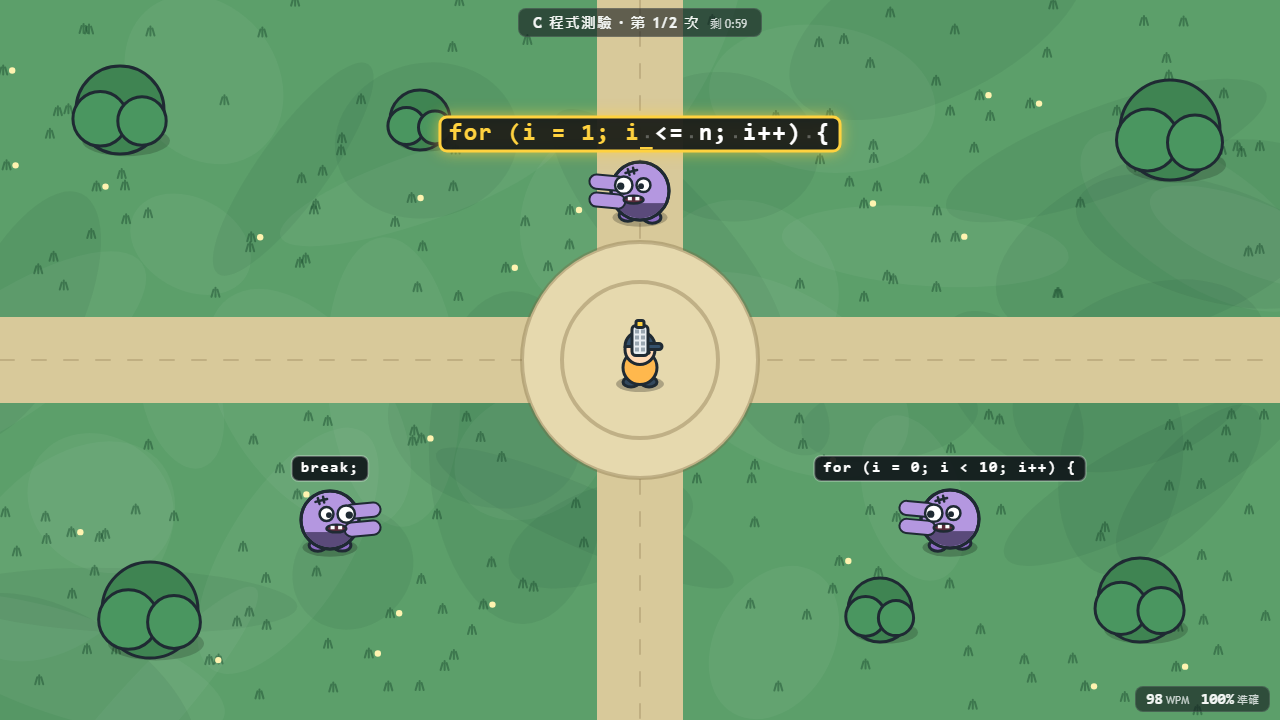 C 程式測驗 · 第 1/2 次 剩 0:59
for (i = 1; i <= n; i++) {
break;
for (i = 0; i < 10; i++) {
98 WPM 100% 準確